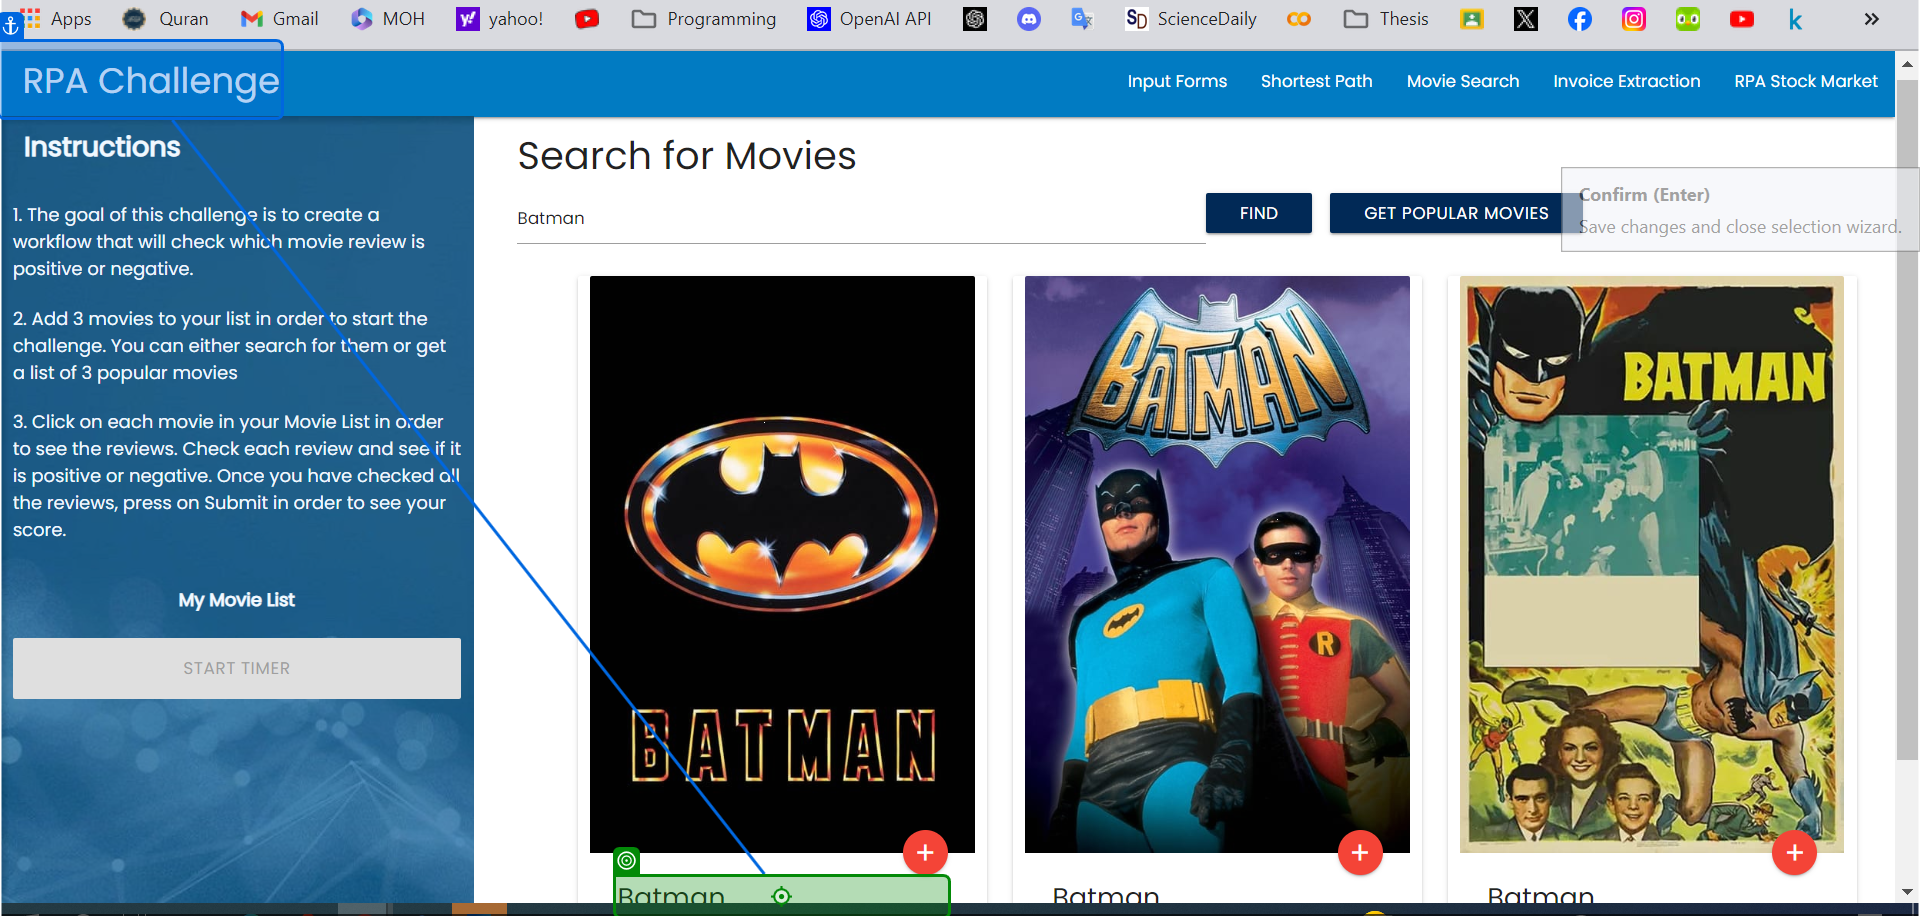 Apps Quran Gmail MOH yahoo! Programming OpenAI API SD ScienceDaily Thesis
RPA Challenge
Input Forms Shortest Path Movie Search Invoice Extraction RPA Stock Market
Instructions
1. The goal of this challenge is to create a
workflow that will check which movie review is
positive or negative.
2. Add 3 movies to your list in order to start the
challenge. You can either search for them or get
a list of 3 popular movies
3. Click on each movie in your Movie List in order
to see the reviews. Check each review and see if it
is positive or negative. Once you have checked all
the reviews, press on Submit in order to see your
score.
My Movie List
START TIMER
Search for Movies
Batman
FIND
GET POPULAR MOVIES
Confirm (Enter)
Save changes and close selection wizard.
BATMAN
BATMAN
R
BATMAN
Batman
Batman
Batman